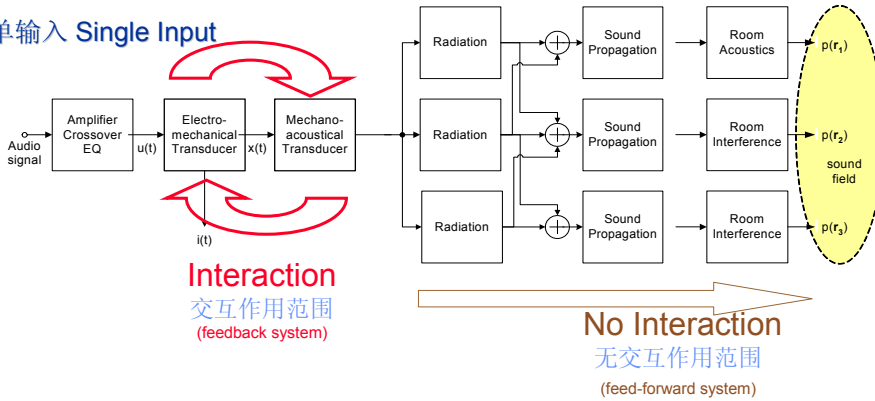 单输入 Single Input
Audio
signal
Amplifier
Crossover
EQ
u(t)
Electro-
mechanical
Transducer
x(t)
Mechano-
acoustical
Transducer
i(t)
Radiation
Sound
Propagation
Room
Acoustics
p(r₁)
Radiation
Sound
Propagation
Room
Interference
p(r₂)
sound
field
Radiation
Sound
Propagation
Room
Interference
p(r₃)
Interaction
交互作用范围
(feedback system)
No Interaction
无交互作用范围
(feed-forward system)